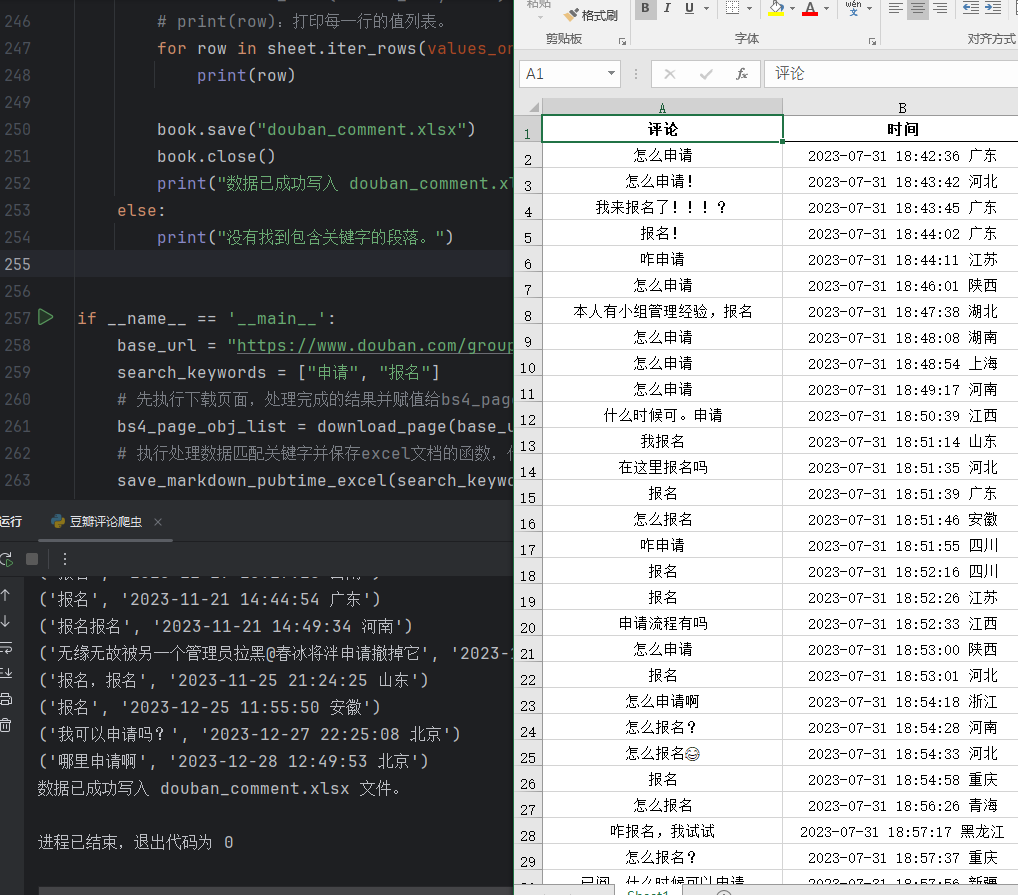 246 # print(row)：打印每一行的值列表。
247 for row in sheet.iter_rows(values_on
248 print(row)
249
250 book.save("douban_comment.xlsx")
251 book.close()
252 print("数据已成功写入 douban_comment.xl
253 else:
254 print("没有找到包含关键字的段落。")
255
256
257 if __name__ == '__main__':
258 base_url = "https://www.douban.com/group
259 search_keywords = ["申请", "报名"]
260 # 先执行下载页面，处理完成的结果并赋值给bs4_pag
261 bs4_page_obj_list = download_page(base_u
262 # 执行处理数据匹配关键字并保存excel文档的函数，
263 save_markdown_pubtime_excel(search_keywo
运行 豆瓣评论爬虫 ×
('报名', '2023-11-21 14:44:54 广东')
('报名报名', '2023-11-21 14:49:34 河南')
('无缘无故被另一个管理员拉黑@春冰将泮申请撤掉它', '2023-1
('报名，报名', '2023-11-25 21:24:25 山东')
('报名', '2023-12-25 11:55:50 安徽')
('我可以申请吗？', '2023-12-27 22:25:08 北京')
('哪里申请啊', '2023-12-28 12:49:53 北京')
数据已成功写入 douban_comment.xlsx 文件。
进程已结束，退出代码为 0
粘贴 格式刷 B I U A wén 文
剪贴板 字体 对齐方式
A1 fx 评论
A B
1 评论 时间
2 怎么申请 2023-07-31 18:42:36 广东
3 怎么申请！ 2023-07-31 18:43:42 河北
4 我来报名了！！！？ 2023-07-31 18:43:45 广东
5 报名！ 2023-07-31 18:44:02 广东
6 咋申请 2023-07-31 18:44:11 江苏
7 怎么申请 2023-07-31 18:46:01 陕西
8 本人有小组管理经验，报名 2023-07-31 18:47:38 湖北
9 怎么申请 2023-07-31 18:48:08 湖南
10 怎么申请 2023-07-31 18:48:54 上海
11 怎么申请 2023-07-31 18:49:17 河南
12 什么时候可。申请 2023-07-31 18:50:39 江西
13 我报名 2023-07-31 18:51:14 山东
14 在这里报名吗 2023-07-31 18:51:35 河北
15 报名 2023-07-31 18:51:39 广东
16 怎么报名 2023-07-31 18:51:46 安徽
17 咋申请 2023-07-31 18:51:55 四川
18 报名 2023-07-31 18:52:16 四川
19 报名 2023-07-31 18:52:26 江苏
20 申请流程有吗 2023-07-31 18:52:33 江西
21 怎么申请 2023-07-31 18:53:00 陕西
22 报名 2023-07-31 18:53:01 河北
23 怎么申请啊 2023-07-31 18:54:18 浙江
24 怎么报名？ 2023-07-31 18:54:28 河南
25 怎么报名😂 2023-07-31 18:54:33 河北
26 报名 2023-07-31 18:54:58 重庆
27 怎么报名 2023-07-31 18:56:26 青海
28 咋报名，我试试 2023-07-31 18:57:17 黑龙江
29 怎么报名？ 2023-07-31 18:57:37 重庆
什么时候可以申请 2023-07-31 18:57:56 新疆
Sheet1